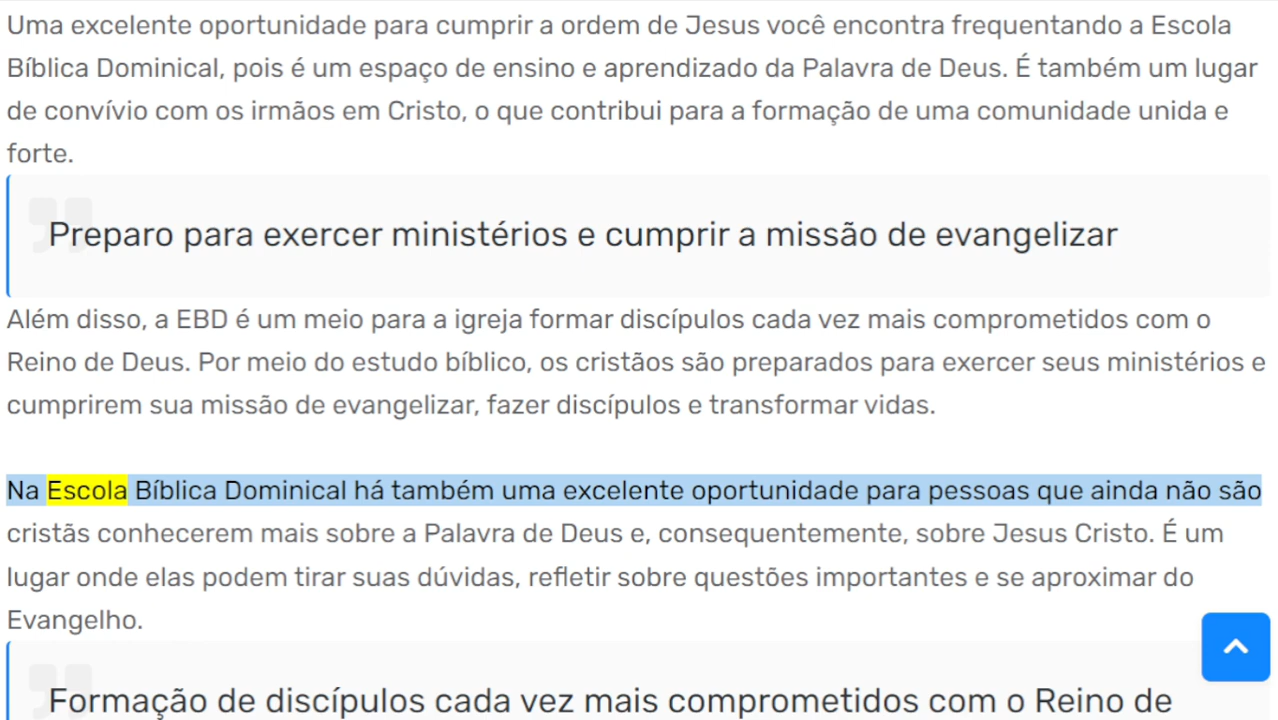 Uma excelente oportunidade para cumprir a ordem de Jesus você encontra frequentando a Escola
Bíblica Dominical, pois é um espaço de ensino e aprendizado da Palavra de Deus. É também um lugar
de convívio com os irmãos em Cristo, o que contribui para a formação de uma comunidade unida e
forte.
Preparo para exercer ministérios e cumprir a missão de evangelizar
Além disso, a EBD é um meio para a igreja formar discípulos cada vez mais comprometidos com o
Reino de Deus. Por meio do estudo bíblico, os cristãos são preparados para exercer seus ministérios e
cumprirem sua missão de evangelizar, fazer discípulos e transformar vidas.
Na Escola Bíblica Dominical há também uma excelente oportunidade para pessoas que ainda não são
cristãs conhecerem mais sobre a Palavra de Deus e, consequentemente, sobre Jesus Cristo. É um
lugar onde elas podem tirar suas dúvidas, refletir sobre questões importantes e se aproximar do
Evangelho.
Formação de discípulos cada vez mais comprometidos com o Reino de